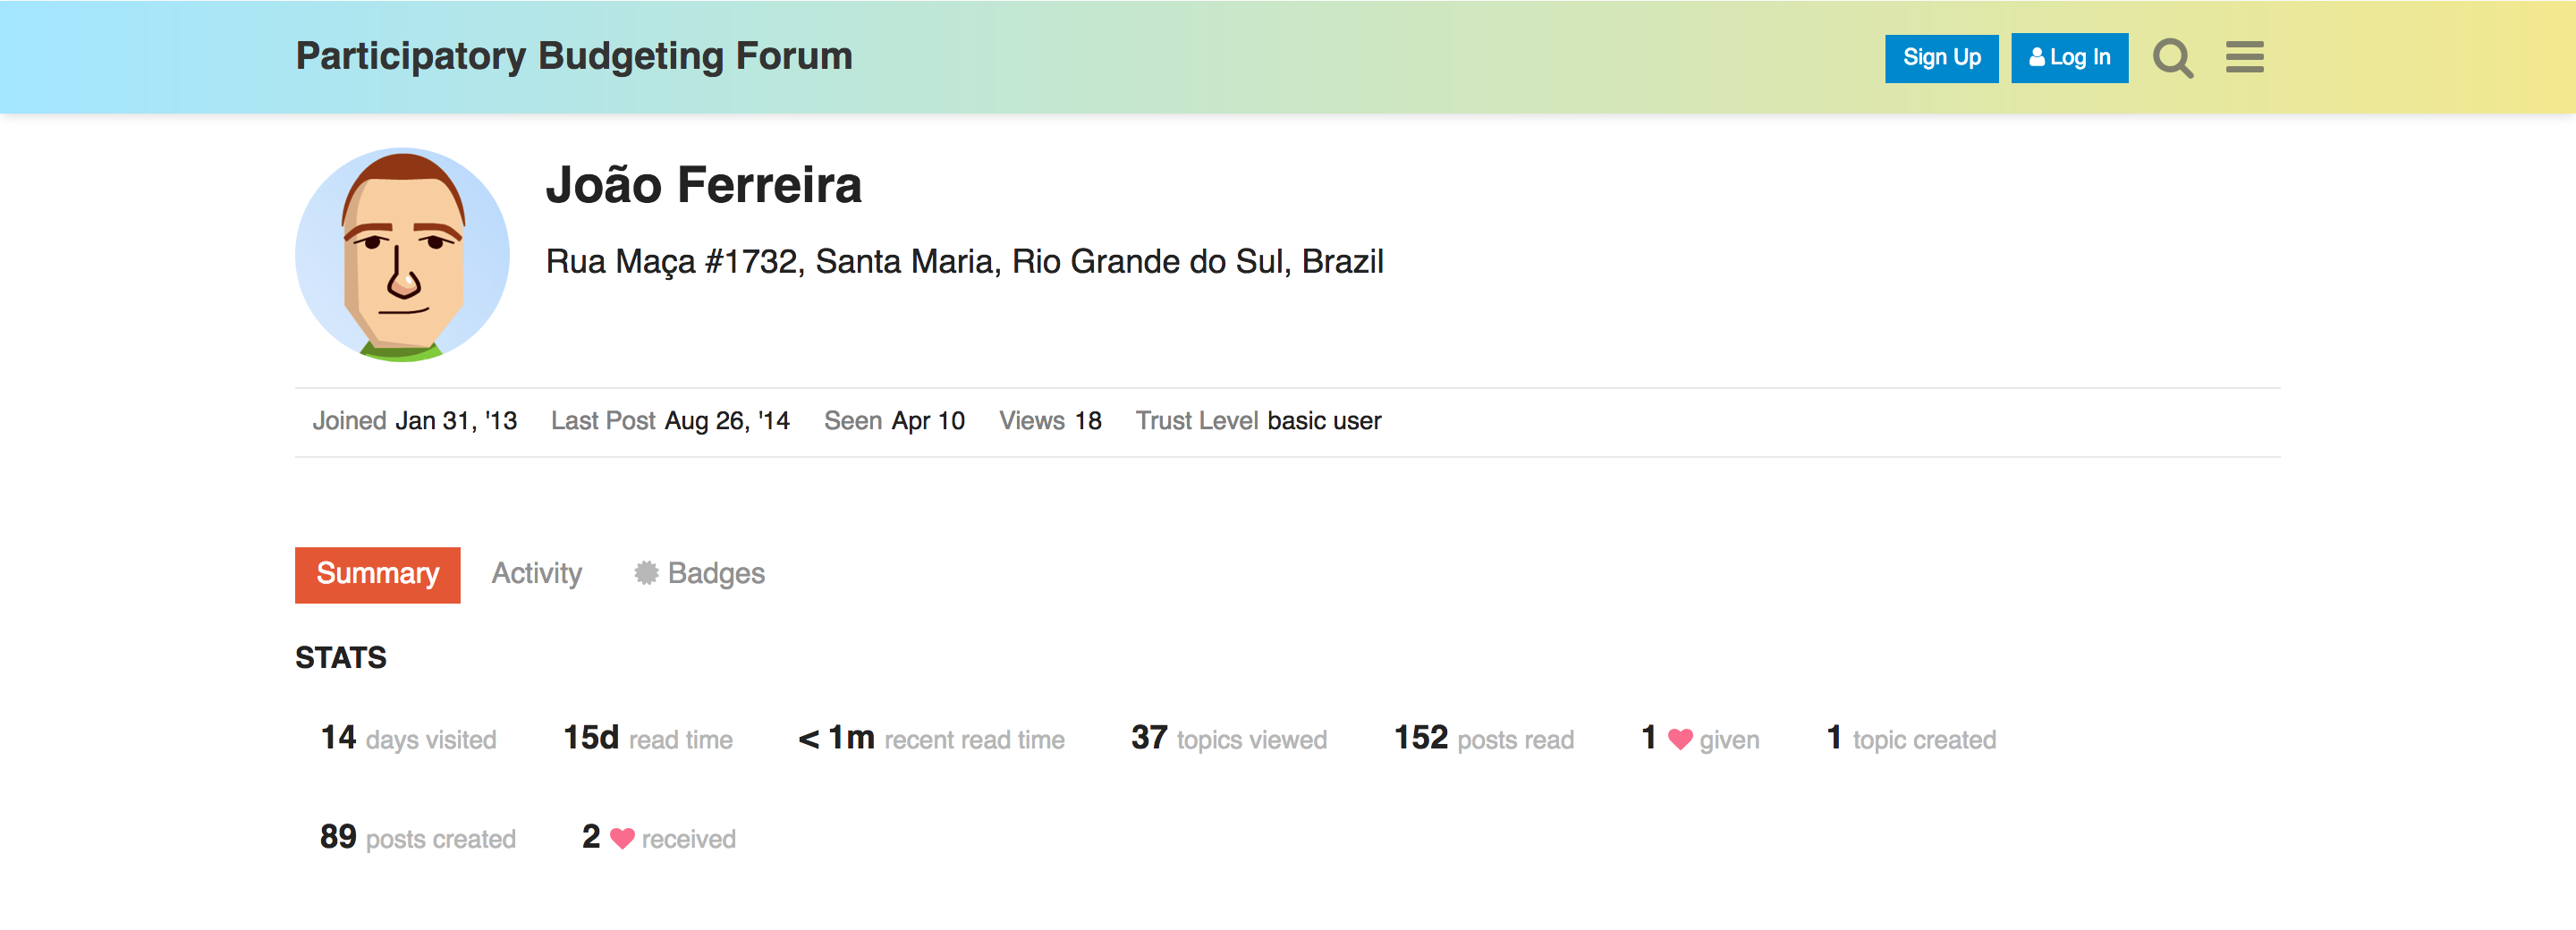 Participatory Budgeting Forum Sign Up Log In
João Ferreira
Rua Maça #1732, Santa Maria, Rio Grande do Sul, Brazil
Joined Jan 31, '13 Last Post Aug 26, '14 Seen Apr 10 Views 18 Trust Level basic user
Summary Activity Badges
STATS
14 days visited 15d read time < 1m recent read time 37 topics viewed 152 posts read 1 given 1 topic created
89 posts created 2 received